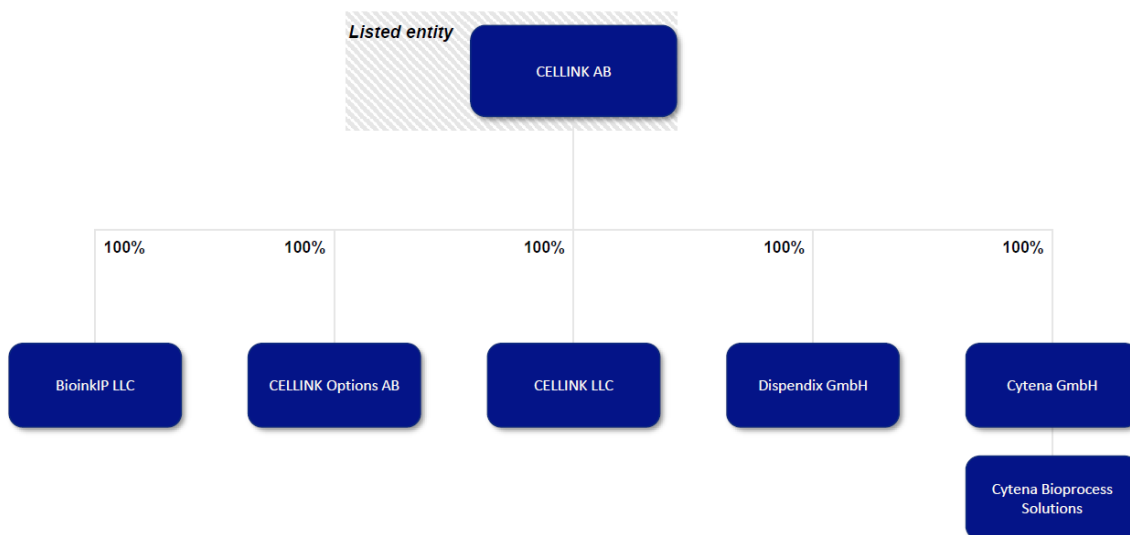 Listed entity
CELLINK AB
100%
100%
100%
100%
100%
BioinkIP LLC
CELLINK Options AB
CELLINK LLC
Dispendix GmbH
Cytena GmbH
Cytena Bioprocess
Solutions